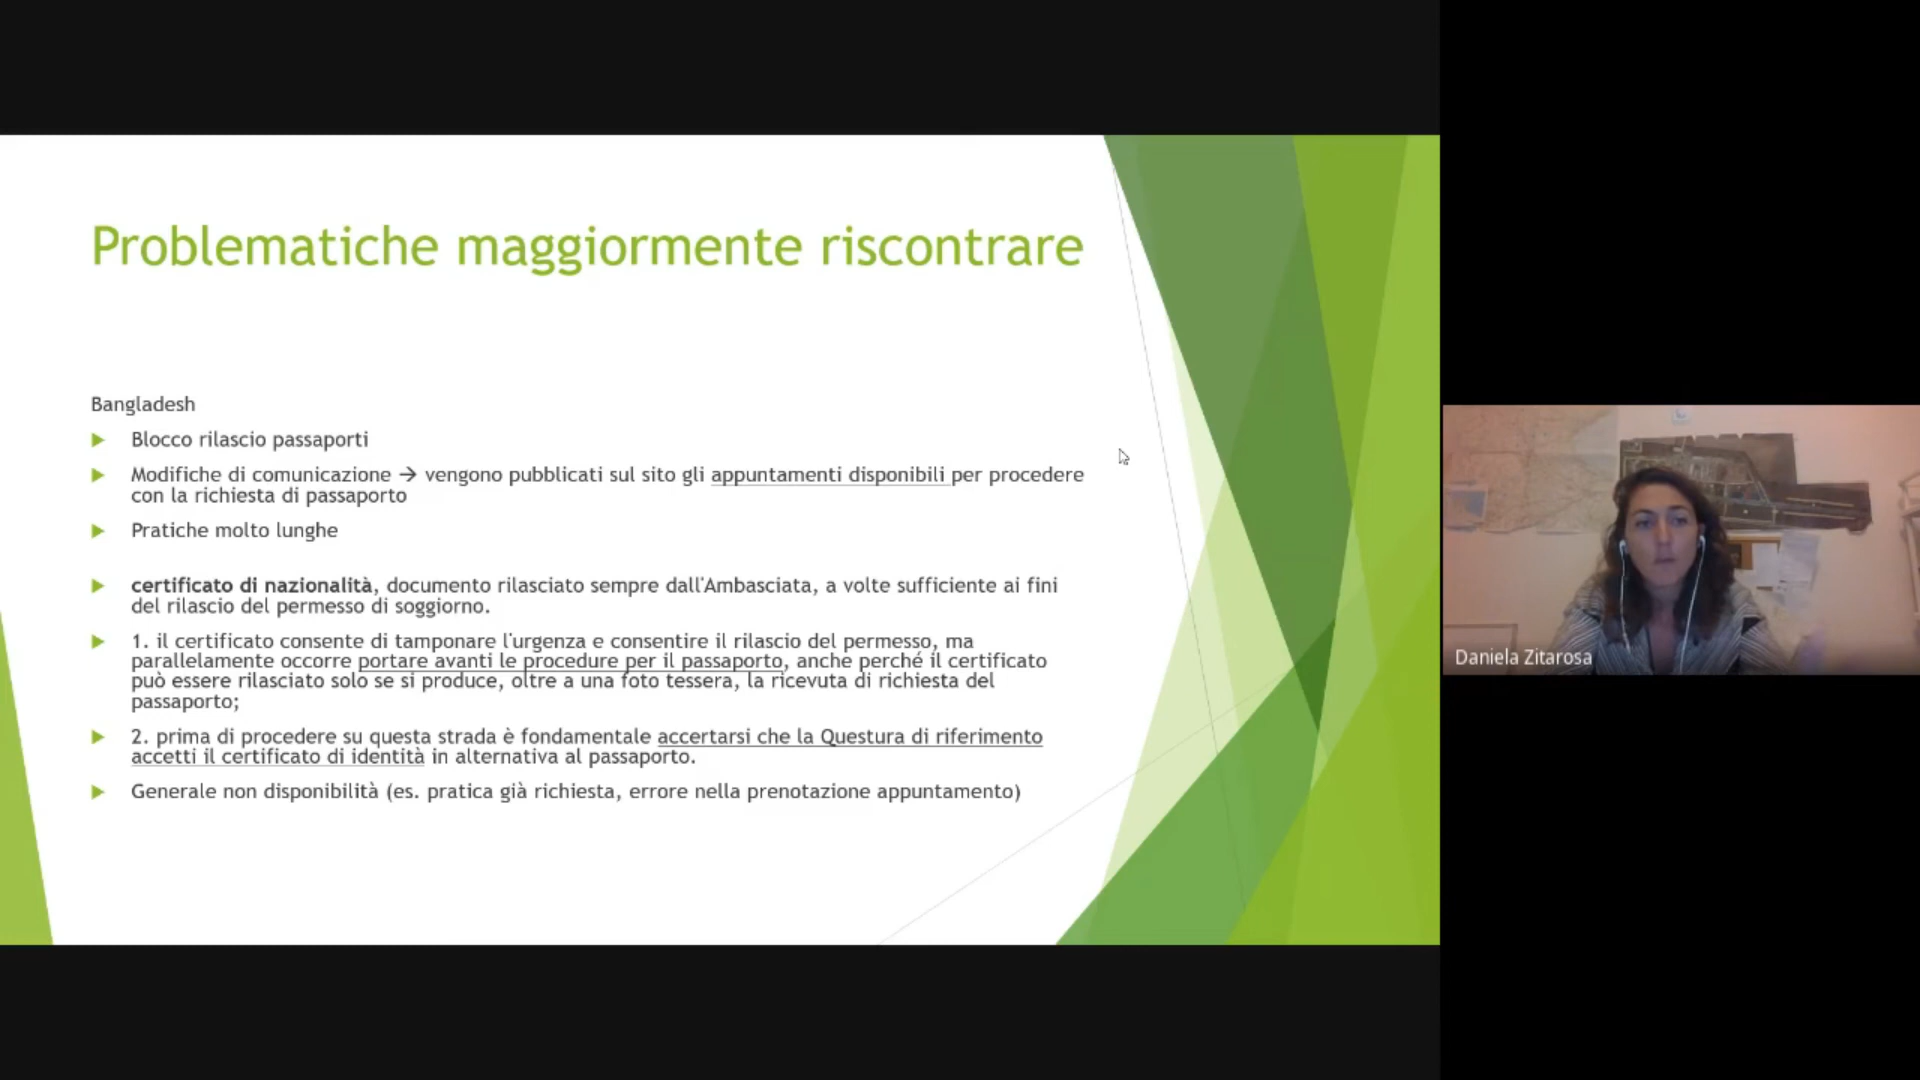 Problematiche maggiormente riscontrare
Bangladesh
Blocco rilascio passaporti
Modifiche di comunicazione → vengono pubblicati sul sito gli appuntamenti disponibili per procedere
con la richiesta di passaporto
Pratiche molto lunghe
certificato di nazionalità, documento rilasciato sempre dall'Ambasciata, a volte sufficiente ai fini
del rilascio del permesso di soggiorno.
1. il certificato consente di tamponare l'urgenza e consentire il rilascio del permesso, ma
parallelamente occorre portare avanti le procedure per il passaporto, anche perché il certificato
può essere rilasciato solo se si produce, oltre a una foto tessera, la ricevuta di richiesta del
passaporto;
2. prima di procedere su questa strada è fondamentale accertarsi che la Questura di riferimento
accetti il certificato di identità in alternativa al passaporto.
Generale non disponibilità (es. pratica già richiesta, errore nella prenotazione appuntamento)
Daniela Zitarosa